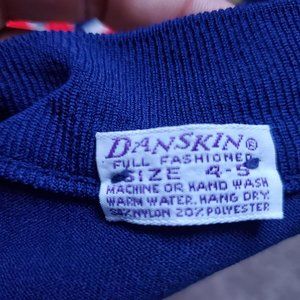 DANSKIN®
FULL FASHIONED
SIZE 4-5
MACHINE OR HAND WASH
WARM WATER. HANG DRY.
NYLON 20% POLYESTER